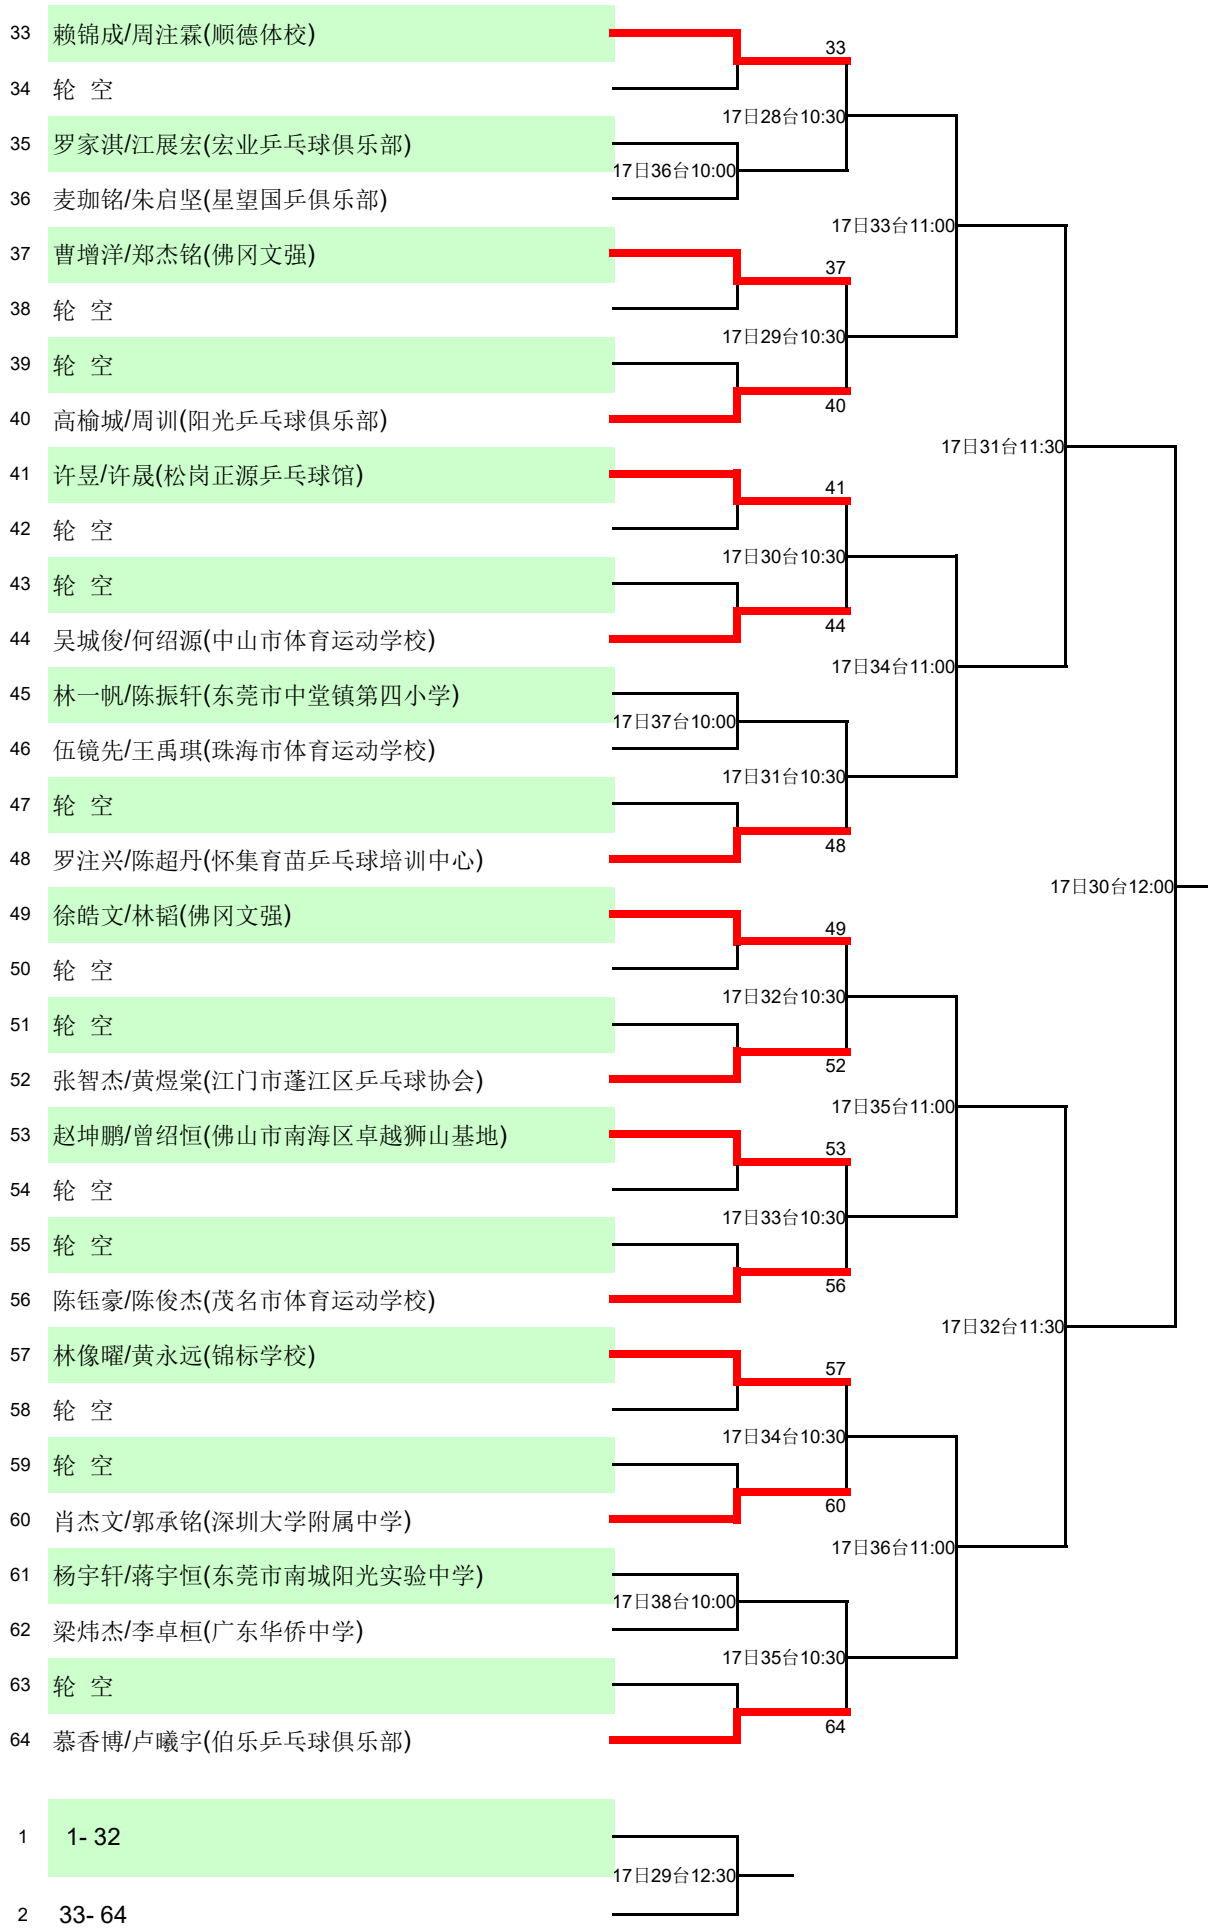 33 赖锦成/周注霖(顺德体校)
33
34 轮 空
17日28台10:30
35 罗家淇/江展宏(宏业乒乓球俱乐部)
17日36台10:00
36 麦珈铭/朱启坚(星望国乒俱乐部)
17日33台11:00
37 曹增洋/郑杰铭(佛冈文强)
37
38 轮 空
17日29台10:30
39 轮 空
40
40 高榆城/周训(阳光乒乓球俱乐部)
17日31台11:30
41 许昱/许晟(松岗正源乒乓球馆)
41
42 轮 空
17日30台10:30
43 轮 空
44
44 吴城俊/何绍源(中山市体育运动学校)
17日34台11:00
45 林一帆/陈振轩(东莞市中堂镇第四小学)
17日37台10:00
46 伍镜先/王禹琪(珠海市体育运动学校)
17日31台10:30
47 轮 空
48
48 罗注兴/陈超丹(怀集育苗乒乓球培训中心)
17日30台12:00
49 徐皓文/林韬(佛冈文强)
49
50 轮 空
17日32台10:30
51 轮 空
52
52 张智杰/黄煜棠(江门市蓬江区乒乓球协会)
17日35台11:00
53 赵坤鹏/曾绍恒(佛山市南海区卓越狮山基地)
53
54 轮 空
17日33台10:30
55 轮 空
56
56 陈钰豪/陈俊杰(茂名市体育运动学校)
17日32台11:30
57 林像曜/黄永远(锦标学校)
57
58 轮 空
17日34台10:30
59 轮 空
60
60 肖杰文/郭承铭(深圳大学附属中学)
17日36台11:00
61 杨宇轩/蒋宇恒(东莞市南城阳光实验中学)
17日38台10:00
62 梁炜杰/李卓桓(广东华侨中学)
17日35台10:30
63 轮 空
64
64 慕香博/卢曦宇(伯乐乒乓球俱乐部)
1 1- 32
17日29台12:30
2 33- 64